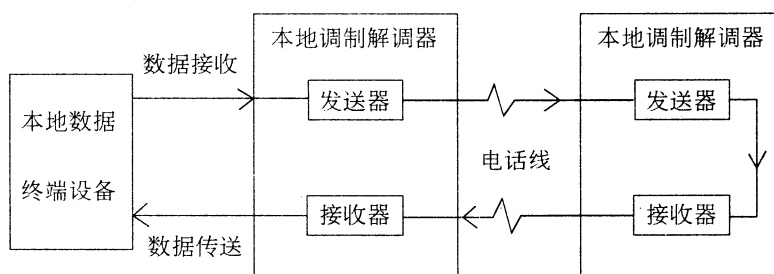 本地调制解调器
本地调制解调器
数据接收
发送器
发送器
本地数据
终端设备
电话线
接收器
接收器
数据传送